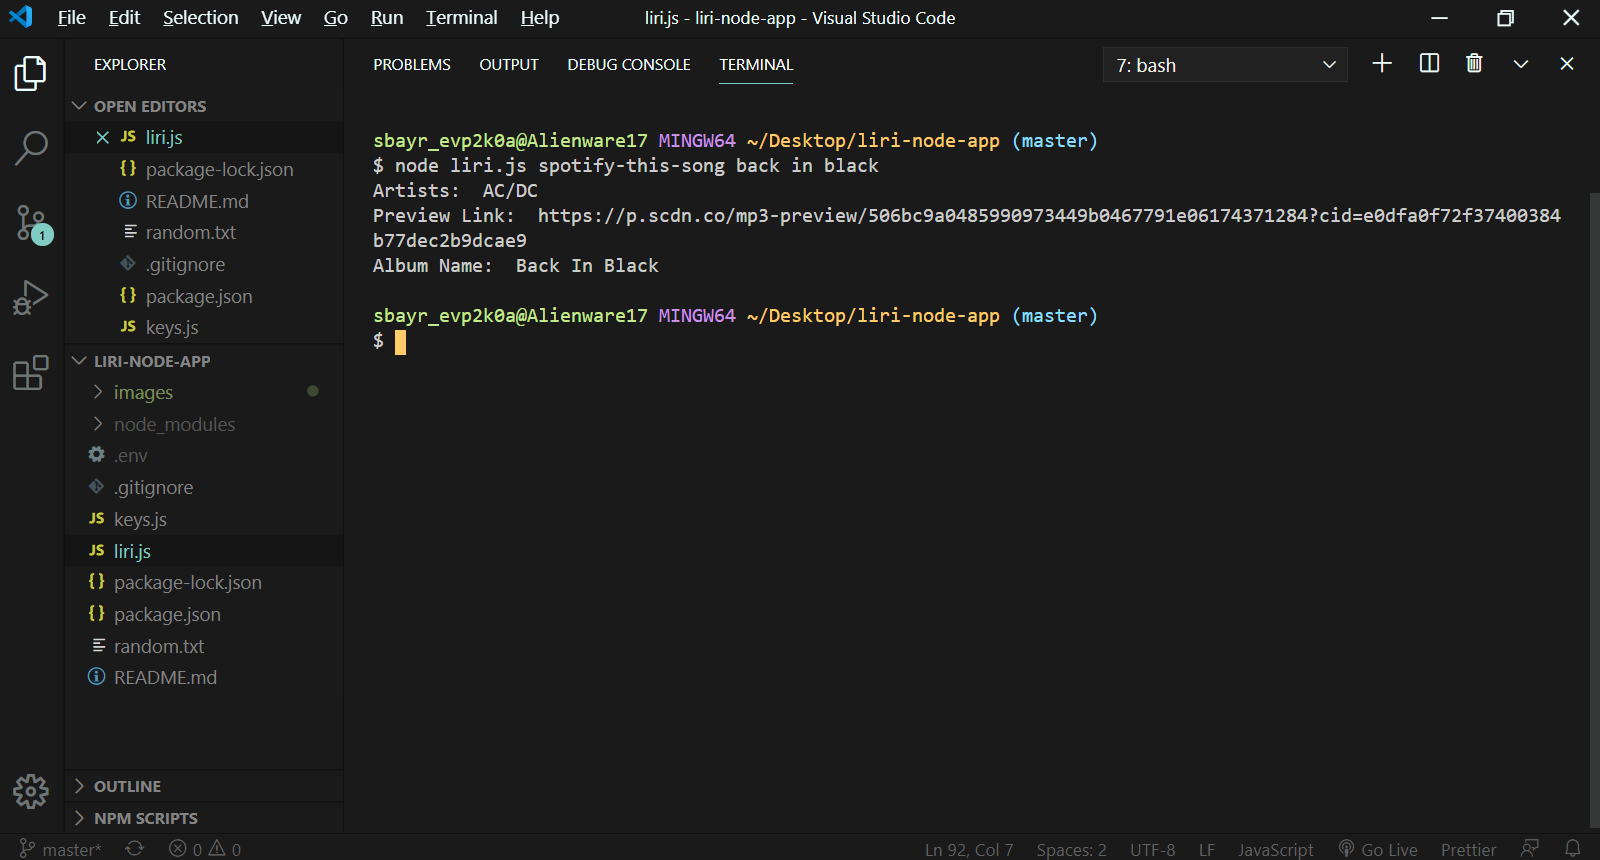 File Edit Selection View Go Run Terminal Help liri.js - liri-node-app - Visual Studio Code
EXPLORER
OPEN EDITORS
JS liri.js
{} package-lock.json
README.md
random.txt
.gitignore
{} package.json
JS keys.js
1
LIRI-NODE-APP
images
node_modules
.env
.gitignore
JS keys.js
JS liri.js
{} package-lock.json
{} package.json
random.txt
README.md
OUTLINE
NPM SCRIPTS
PROBLEMS OUTPUT DEBUG CONSOLE TERMINAL 7: bash
sbayr_evp2k0a@Alienware17 MINGW64 ~/Desktop/liri-node-app (master)
$ node liri.js spotify-this-song back in black
Artists:  AC/DC
Preview Link:  https://p.scdn.co/mp3-preview/506bc9a0485990973449b0467791e06174371284?cid=e0dfa0f72f37400384
b77dec2b9dcae9
Album Name:  Back In Black
sbayr_evp2k0a@Alienware17 MINGW64 ~/Desktop/liri-node-app (master)
$
master* 0 0 Ln 92, Col 7 Spaces: 2 UTF-8 LF JavaScript Go Live Prettier